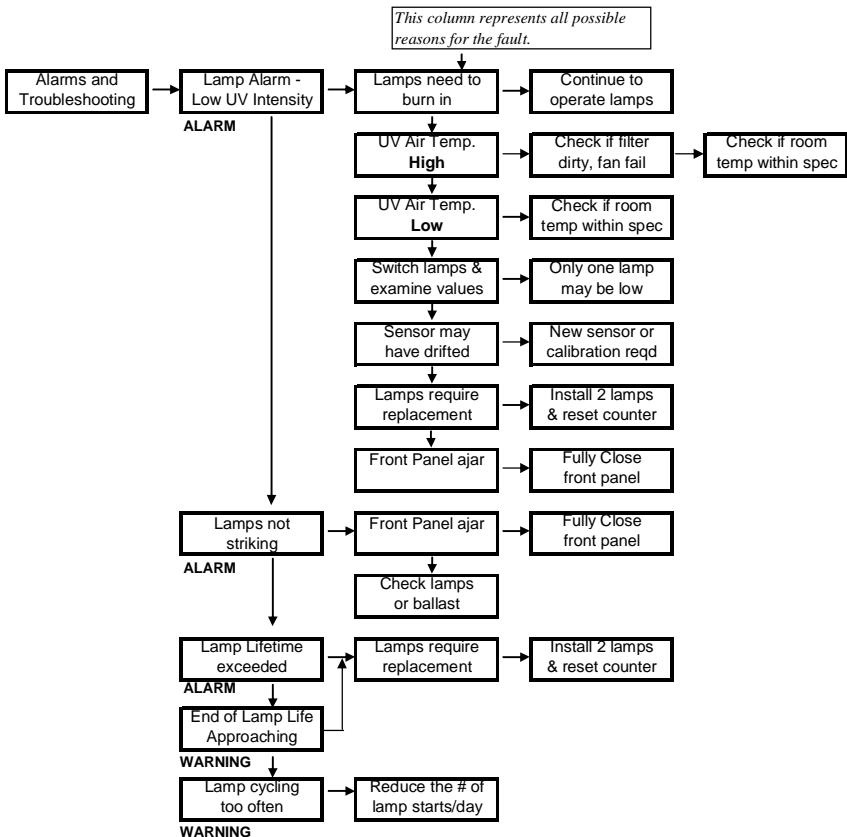 This column represents all possible
reasons for the fault.
Alarms and
Troubleshooting
Lamp Alarm -
Low UV Intensity
ALARM
Lamps need to
burn in
Continue to
operate lamps
UV Air Temp.
High
Check if filter
dirty, fan fail
Check if room
temp within spec
UV Air Temp.
Low
Check if room
temp within spec
Switch lamps &
examine values
Only one lamp
may be low
Sensor may
have drifted
New sensor or
calibration reqd
Lamps require
replacement
Install 2 lamps
& reset counter
Front Panel ajar
Fully Close
front panel
Lamps not
striking
ALARM
Front Panel ajar
Fully Close
front panel
Check lamps
or ballast
Lamp Lifetime
exceeded
ALARM
Lamps require
replacement
Install 2 lamps
& reset counter
End of Lamp Life
Approaching
WARNING
Lamp cycling
too often
WARNING
Reduce the # of
lamp starts/day